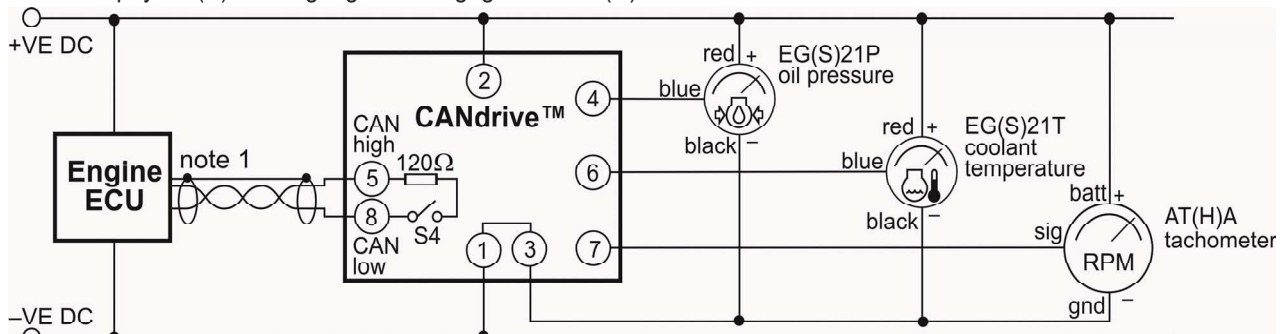 +VE DC
Engine
ECU
note 1
CAN
high
120Ω
5
8
S4
CAN
low
2
CANdrive™
1
3
4
6
7
red +
blue
black –
EG(S)21P
oil pressure
red +
blue
black –
EG(S)21T
coolant
temperature
batt +
sig
RPM
gnd –
AT(H)A
tachometer
–VE DC